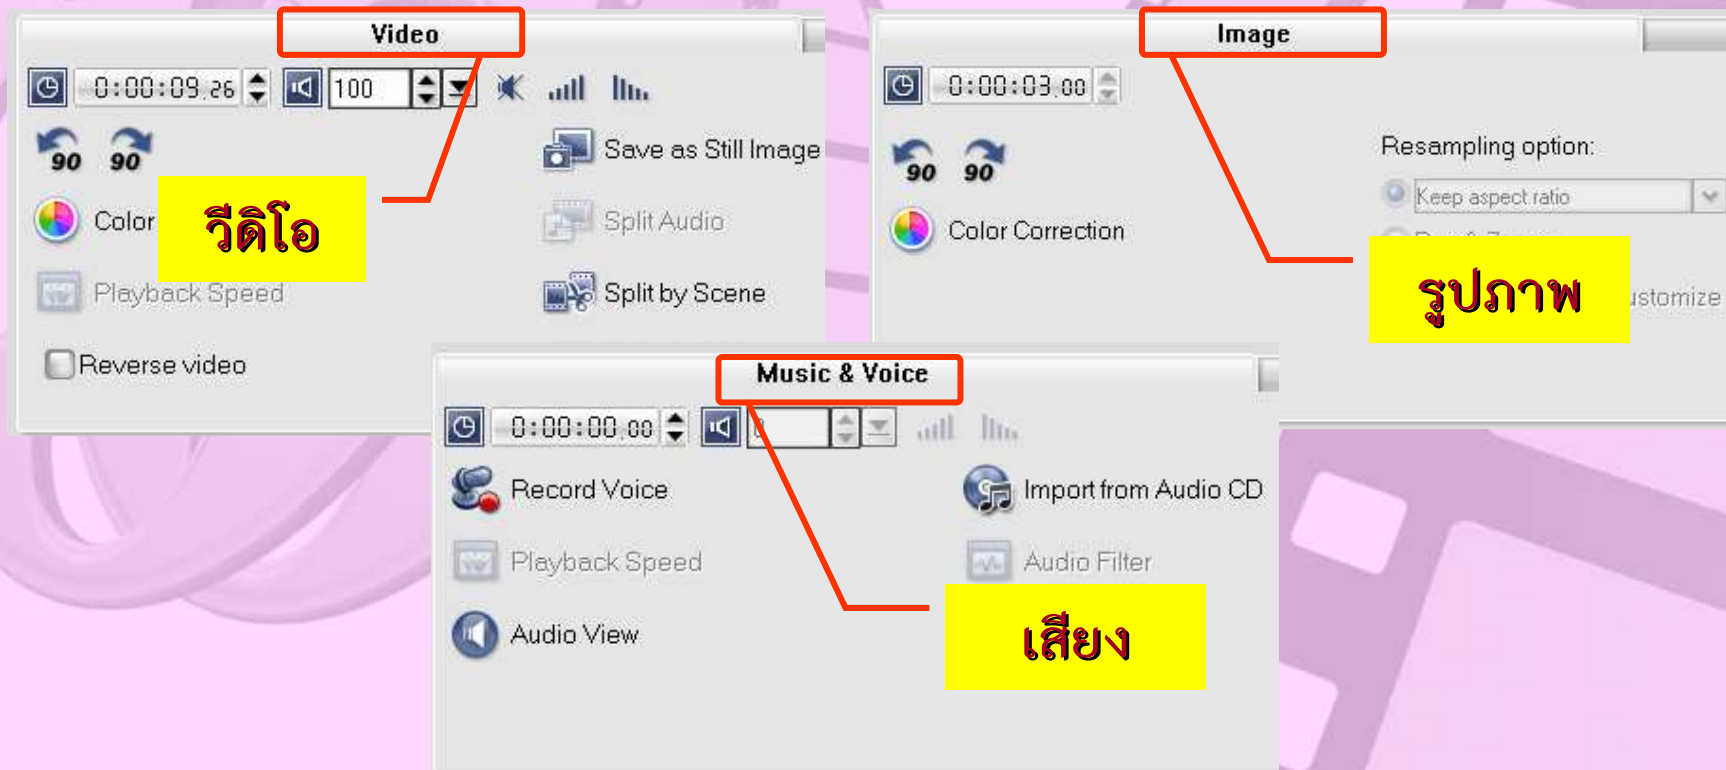 Video
0:00:09.26
100
90 90
Save as Still Image
Color
วีดิโอ
Split Audio
Playback Speed
Split by Scene
Reverse video
Image
0:00:03.00
90 90
Resampling option:
Keep aspect ratio
Color Correction
รูปภาพ
Music & Voice
0:00:00.00
Record Voice
Import from Audio CD
Playback Speed
Audio Filter
Audio View
เสียง